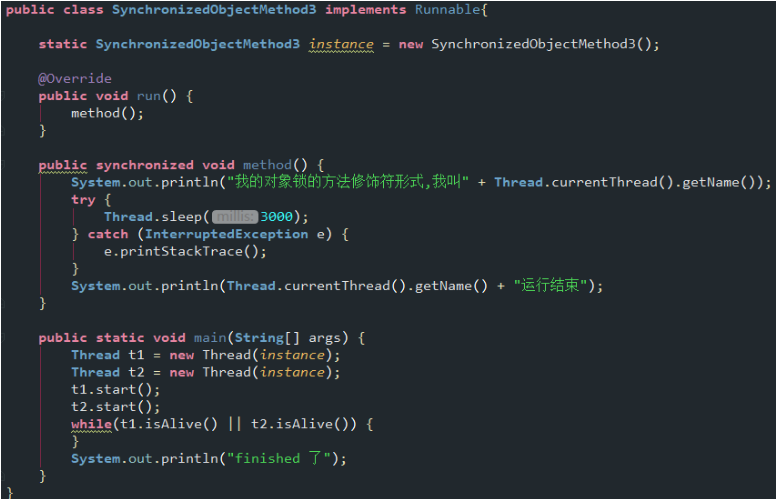 public class SynchronizedObjectMethod3 implements Runnable{
static SynchronizedObjectMethod3 instance = new SynchronizedObjectMethod3();
@Override
public void run() {
method();
}
public synchronized void method() {
System.out.println("我的对象锁的方法修饰符形式,我叫" + Thread.currentThread().getName());
try {
Thread.sleep( millis: 3000);
} catch (InterruptedException e) {
e.printStackTrace();
}
System.out.println(Thread.currentThread().getName() + "运行结束");
}
public static void main(String[] args) {
Thread t1 = new Thread(instance);
Thread t2 = new Thread(instance);
t1.start();
t2.start();
while(t1.isAlive() || t2.isAlive()) {
}
System.out.println("finished 了");
}
}